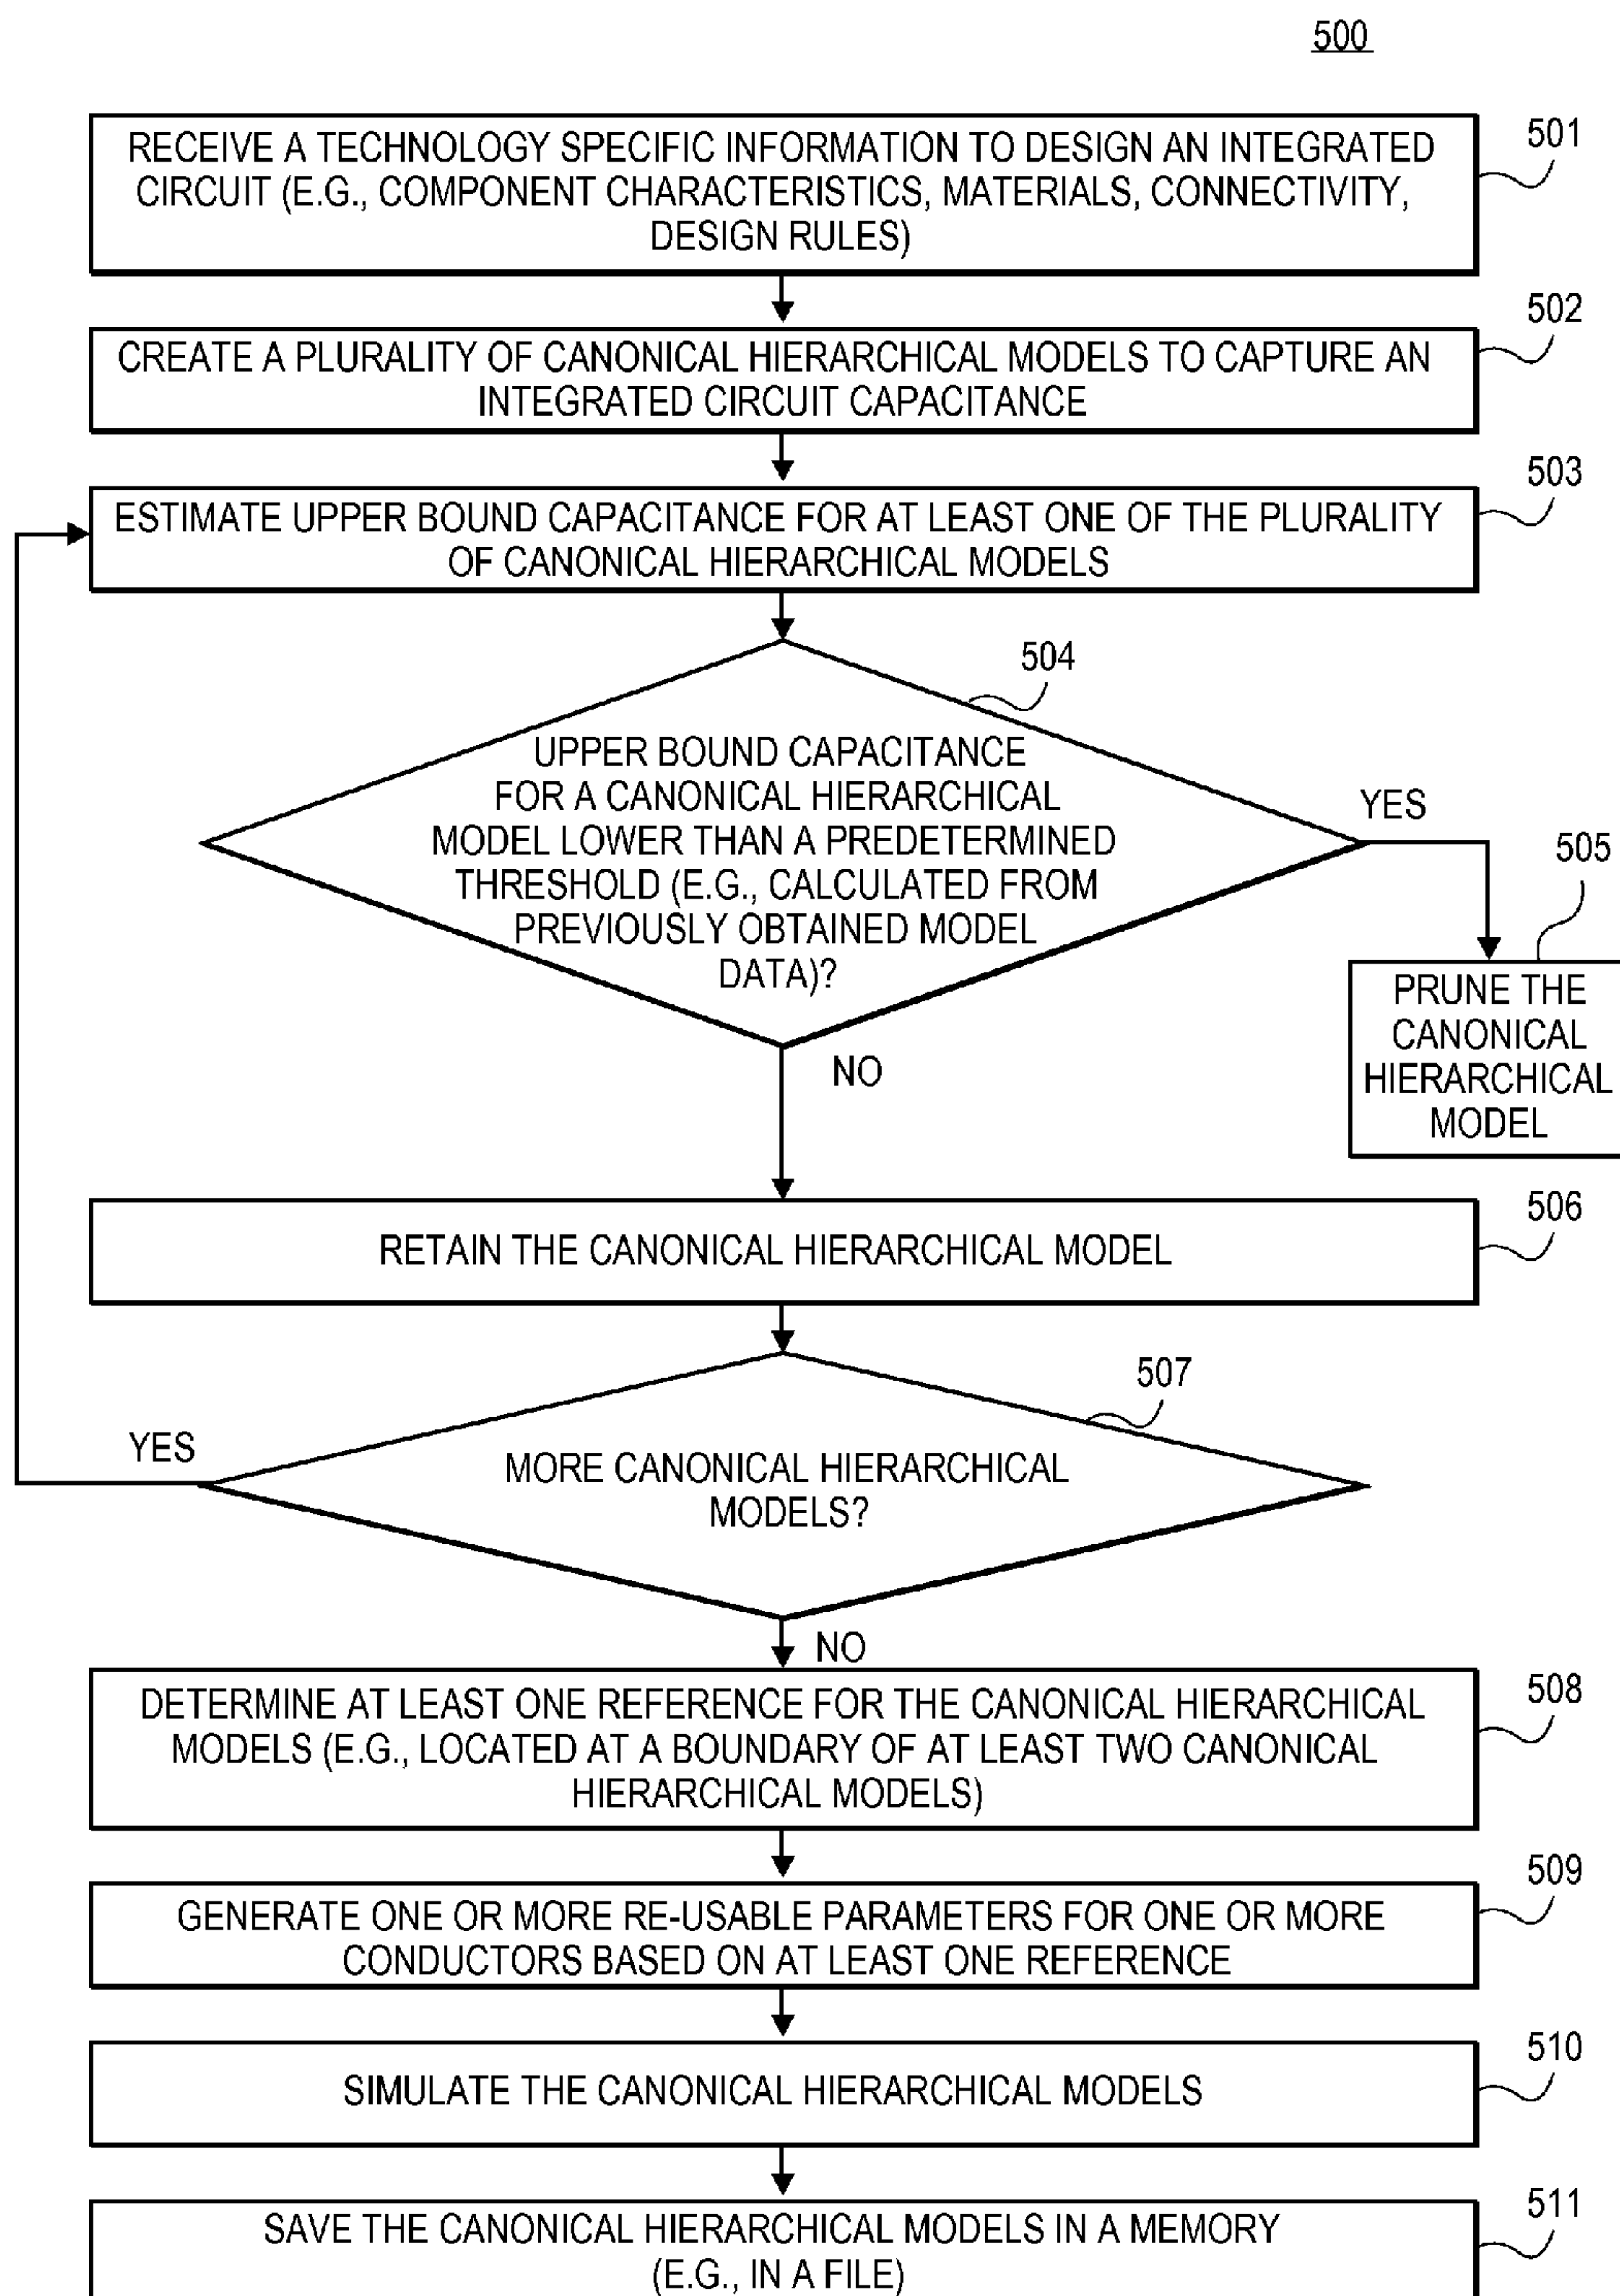 500
RECEIVE A TECHNOLOGY SPECIFIC INFORMATION TO DESIGN AN INTEGRATED
CIRCUIT (E.G., COMPONENT CHARACTERISTICS, MATERIALS, CONNECTIVITY,
DESIGN RULES)
501
CREATE A PLURALITY OF CANONICAL HIERARCHICAL MODELS TO CAPTURE AN
INTEGRATED CIRCUIT CAPACITANCE
502
ESTIMATE UPPER BOUND CAPACITANCE FOR AT LEAST ONE OF THE PLURALITY
OF CANONICAL HIERARCHICAL MODELS
503
504
UPPER BOUND CAPACITANCE
FOR A CANONICAL HIERARCHICAL
MODEL LOWER THAN A PREDETERMINED
THRESHOLD (E.G., CALCULATED FROM
PREVIOUSLY OBTAINED MODEL
DATA)?
YES
505
PRUNE THE
CANONICAL
HIERARCHICAL
MODEL
NO
RETAIN THE CANONICAL HIERARCHICAL MODEL
506
507
YES
MORE CANONICAL HIERARCHICAL
MODELS?
NO
DETERMINE AT LEAST ONE REFERENCE FOR THE CANONICAL HIERARCHICAL
MODELS (E.G., LOCATED AT A BOUNDARY OF AT LEAST TWO CANONICAL
HIERARCHICAL MODELS)
508
GENERATE ONE OR MORE RE-USABLE PARAMETERS FOR ONE OR MORE
CONDUCTORS BASED ON AT LEAST ONE REFERENCE
509
SIMULATE THE CANONICAL HIERARCHICAL MODELS
510
SAVE THE CANONICAL HIERARCHICAL MODELS IN A MEMORY
(E.G., IN A FILE)
511